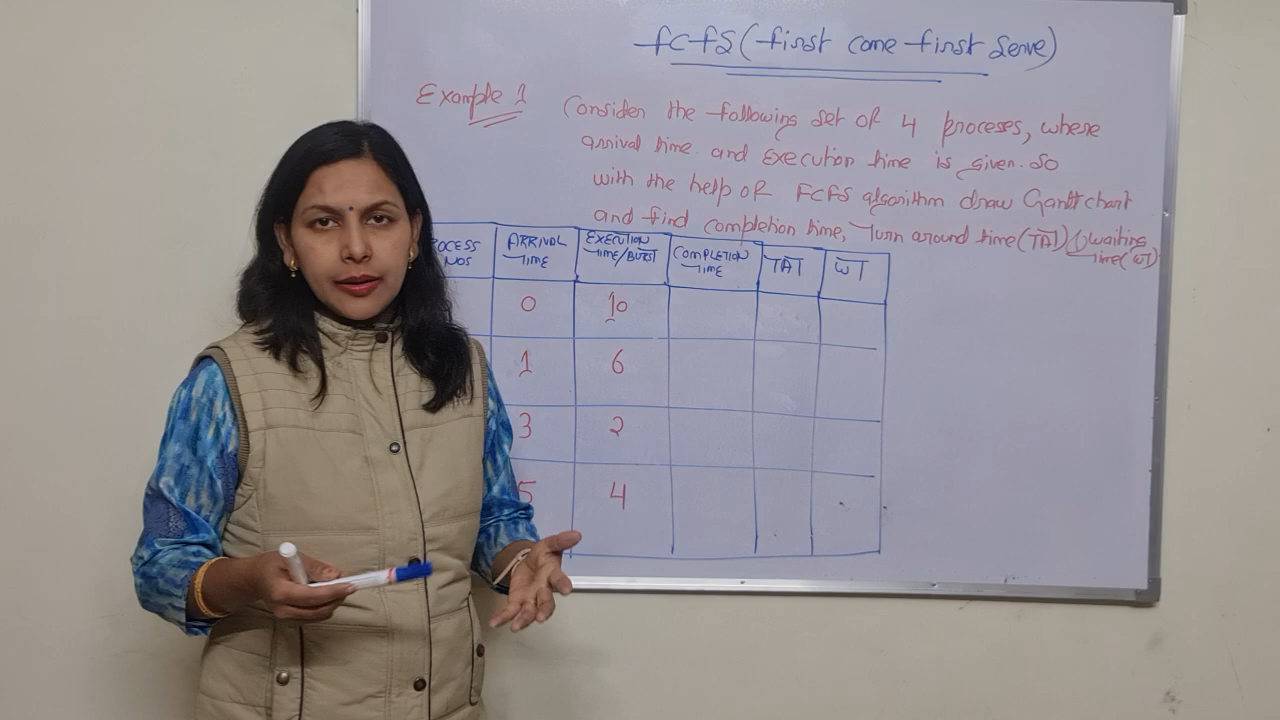 FCFS (first come first serve)
Example 1 Consider the following set of 4 proceses, where
arrival time and execution time is given. So
with the help of FCFS algorithm draw Gantt chart
and find completion time, Turn around time (TAT) & waiting
time (WT)
OCESS NOS ARRIVAL TIME EXECUTION TIME/BURST COMPLETION TIME TAT WT
0 10
1 6
3 2
5 4